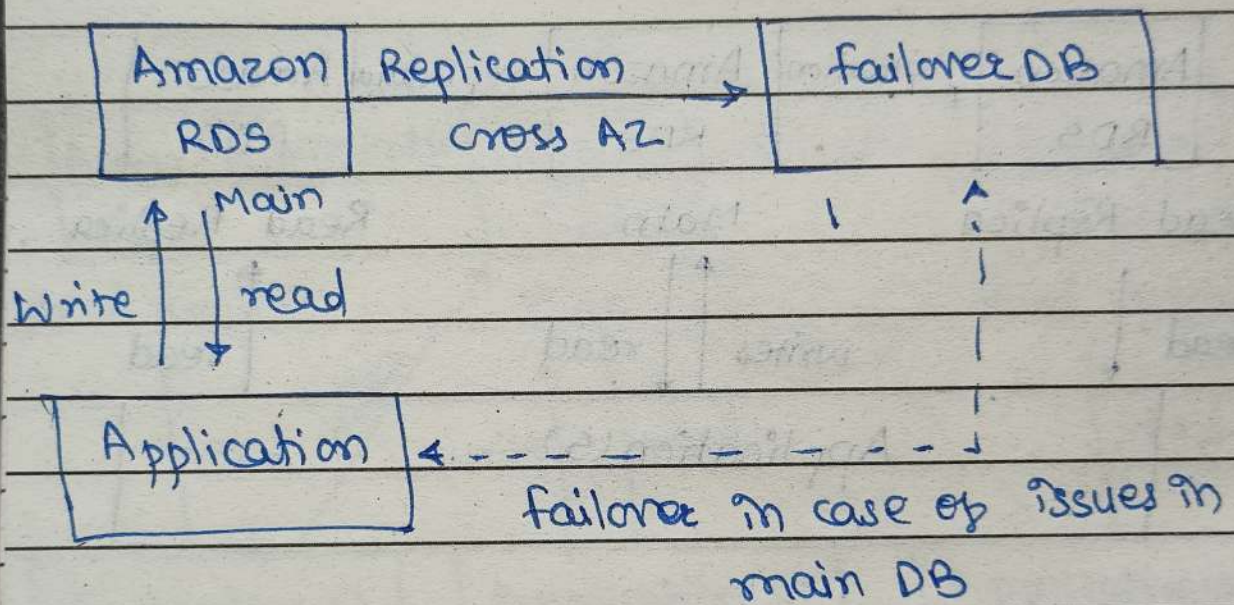 Amazon RDS
Replication cross AZ
failover DB
Main
Write
read
Application
failover in case of issues in
main DB